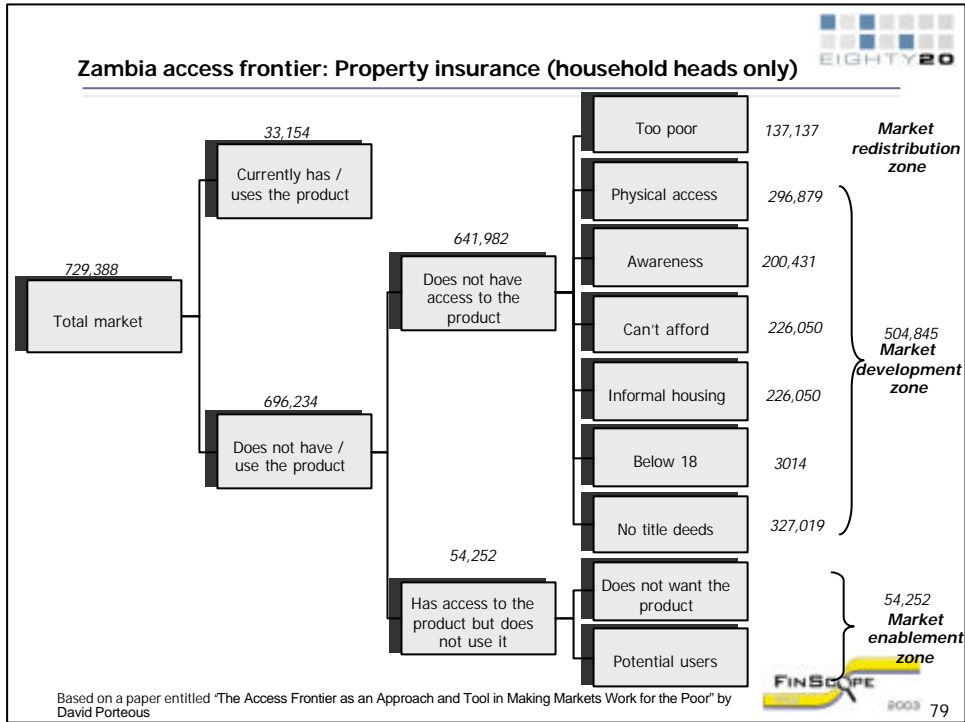 EIGHTY20
Zambia access frontier: Property insurance (household heads only)
729,388
Total market
33,154
Currently has /
uses the product
696,234
Does not have /
use the product
641,982
Does not have
access to the
product
54,252
Has access to the
product but does
not use it
Too poor
137,137
Physical access
296,879
Awareness
200,431
Can't afford
226,050
Informal housing
226,050
Below 18
3014
No title deeds
327,019
Does not want the
product
Potential users
Market
redistribution
zone
504,845
Market
development
zone
54,252
Market
enablement
zone
Based on a paper entitled "The Access Frontier as an Approach and Tool in Making Markets Work for the Poor" by
David Porteous
FINSCOPE
2003
79